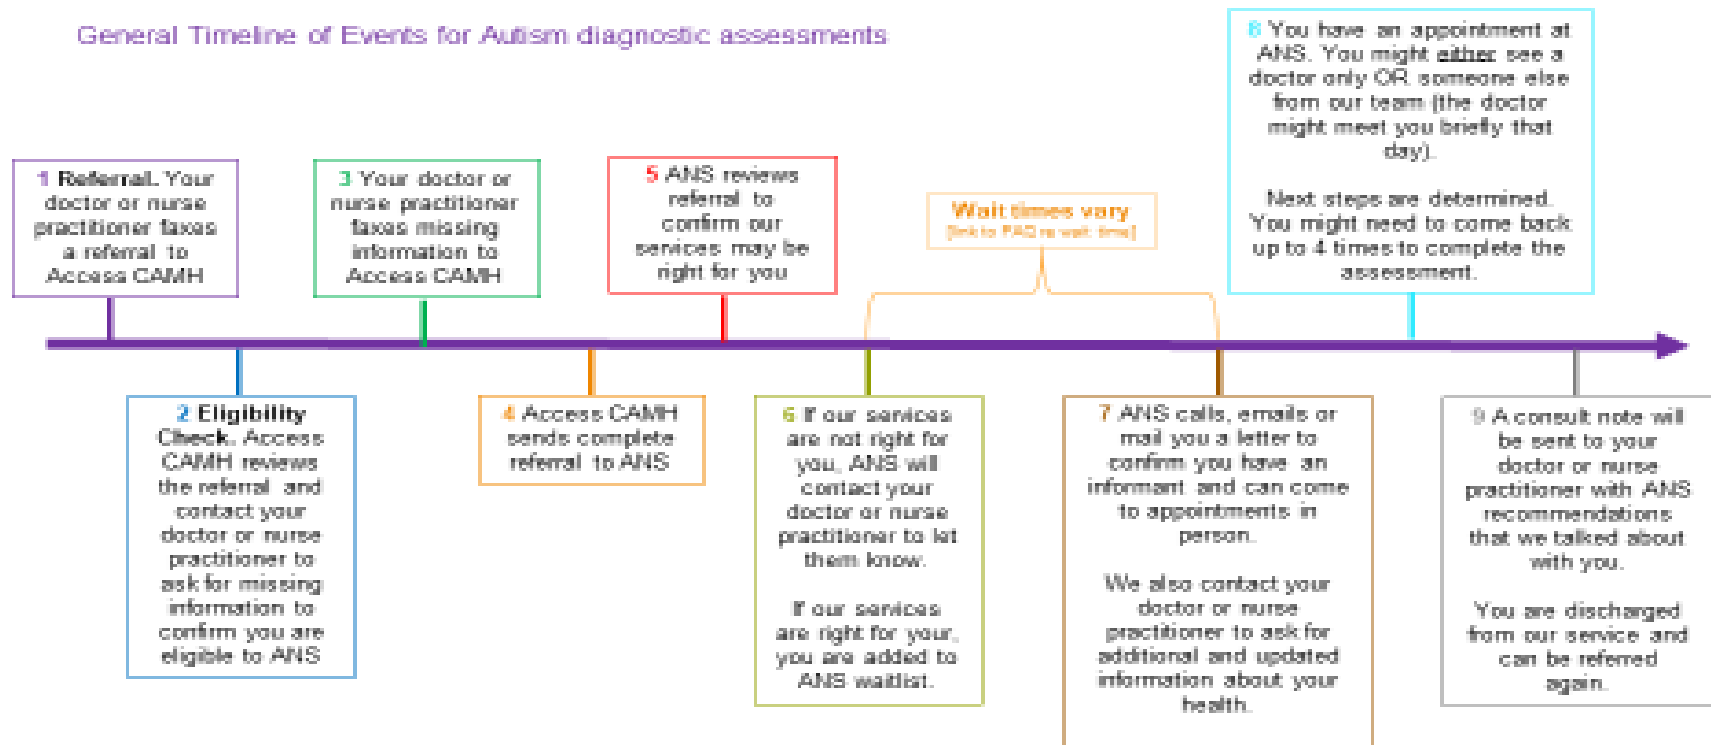 General Timeline of Events for Autism diagnostic assessments
1 Referral. Your
doctor or nurse
practitioner faxes
a referral to
Access CAMH
2 Eligibility
Check. Access
CAMH reviews
the referral and
contact your
doctor or nurse
practitioner to
ask for missing
information to
confirm you are
eligible to ANS
3 Your doctor or
nurse practitioner
faxes missing
information to
Access CAMH
4 Access CAMH
sends complete
referral to ANS
5 ANS reviews
referral to
confirm our
services may be
right for you
6 If our services
are not right for
you, ANS will
contact your
doctor or nurse
practitioner to let
them know.
If our services
are right for your,
you are added to
ANS waitlist.
Wait times vary
[link to FAQ re wait time]
7 ANS calls, emails or
mail you a letter to
confirm you have an
informant and can come
to appointments in
person.
We also contact your
doctor or nurse
practitioner to ask for
additional and updated
information about your
health.
8 You have an appointment at
ANS. You might either see a
doctor only OR someone else
from our team (the doctor
might meet you briefly that
day).
Next steps are determined.
You might need to come back
up to 4 times to complete the
assessment.
9 A consult note will
be sent to your
doctor or nurse
practitioner with ANS
recommendations
that we talked about
with you.
You are discharged
from our service and
can be referred
again.